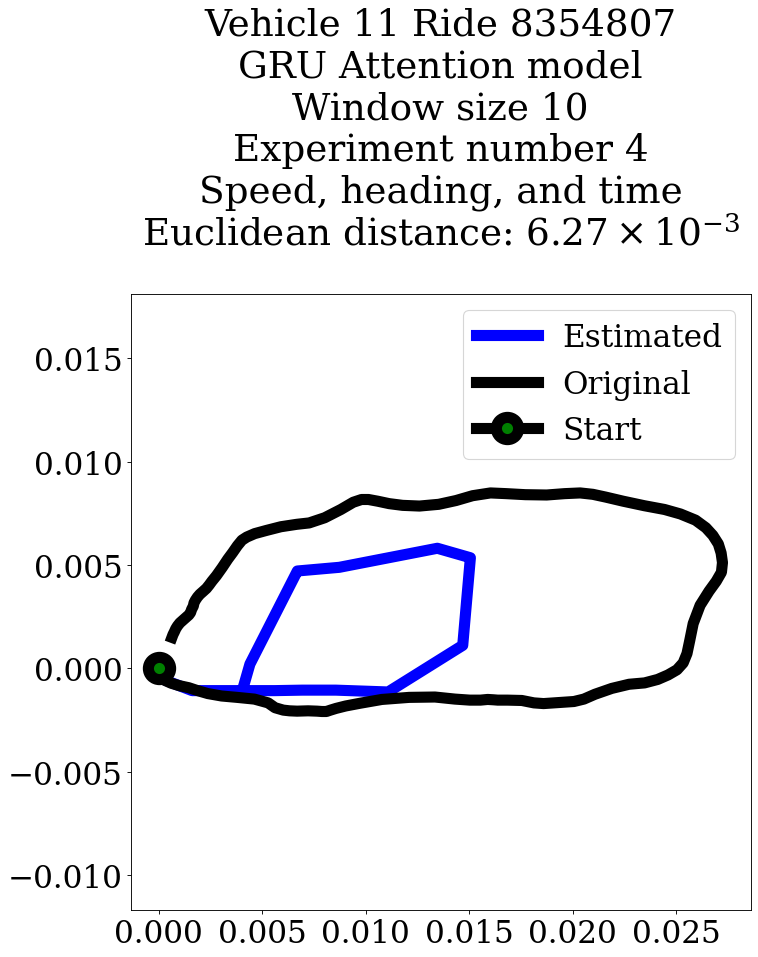 Vehicle 11 Ride 8354807
GRU Attention model
Window size 10
Experiment number 4
Speed, heading, and time
Euclidean distance: 6.27 × 10⁻³
Estimated
Original
Start
0.015
0.010
0.005
0.000
−0.005
−0.010
0.000 0.005 0.010 0.015 0.020 0.025